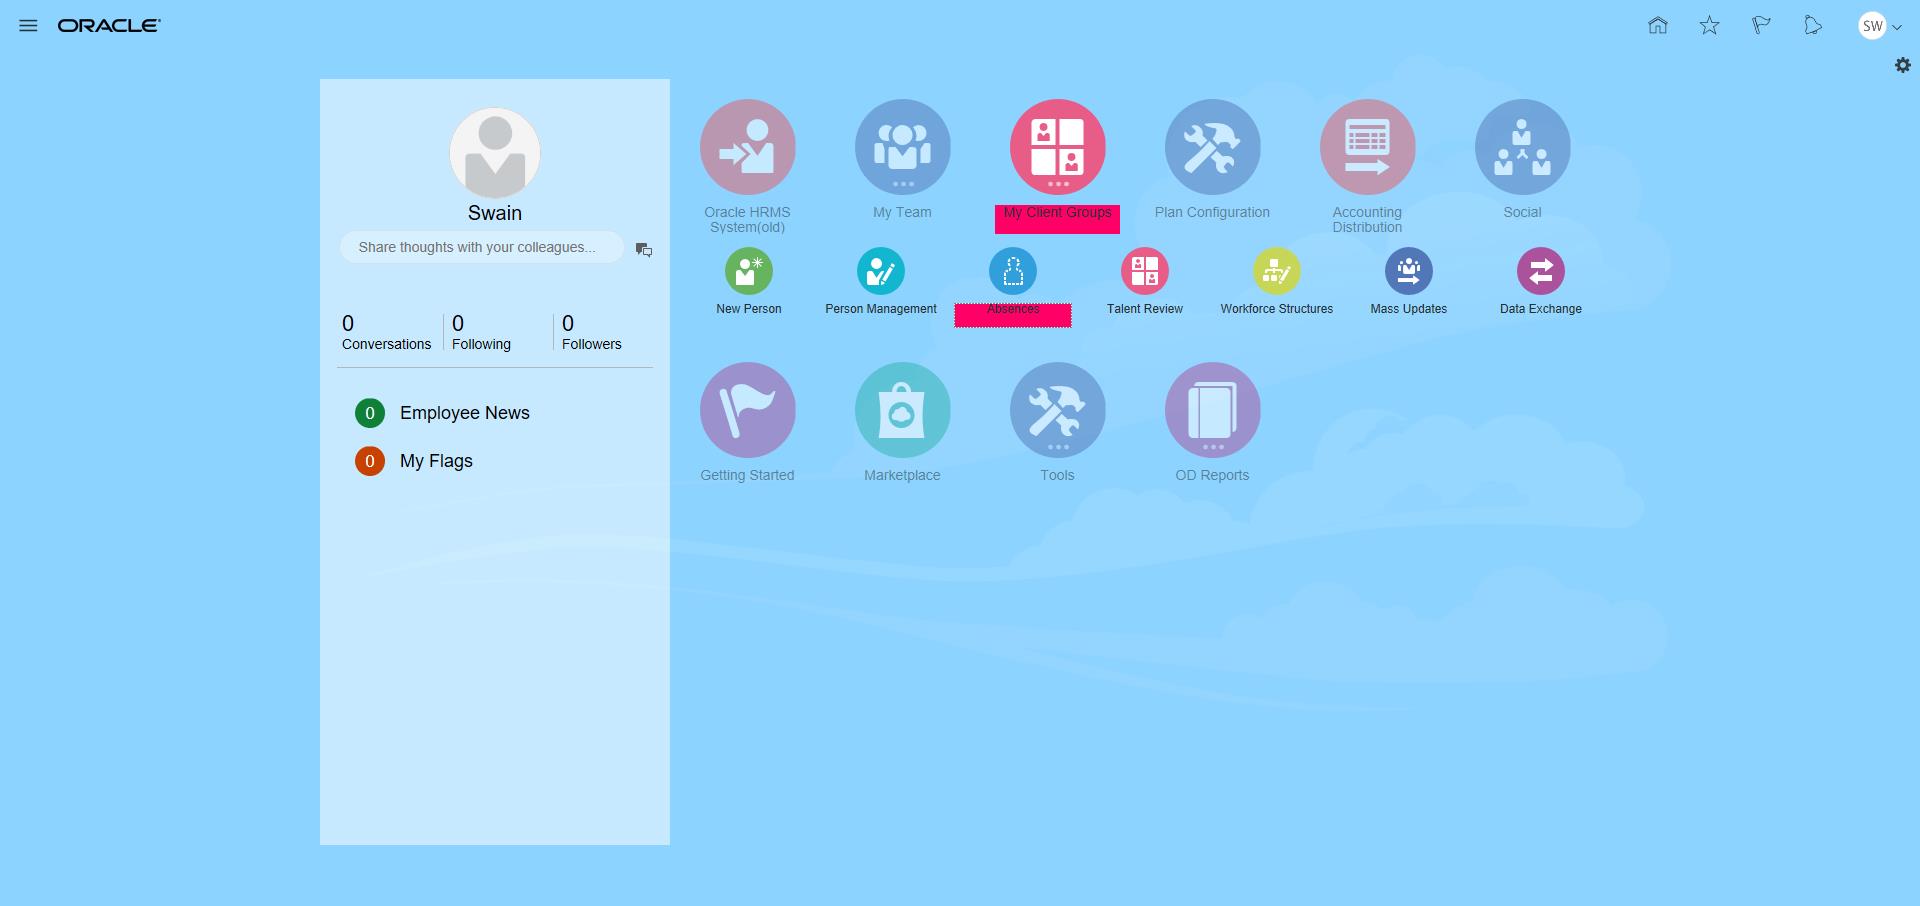 ORACLE
SW
Swain
Share thoughts with your colleagues...
0 0 0
Conversations Following Followers
0 Employee News
0 My Flags
Oracle HRMS
System(old)
My Team
My Client Groups
Plan Configuration
Accounting
Distribution
Social
New Person
Person Management
Absences
Talent Review
Workforce Structures
Mass Updates
Data Exchange
Getting Started
Marketplace
Tools
OD Reports